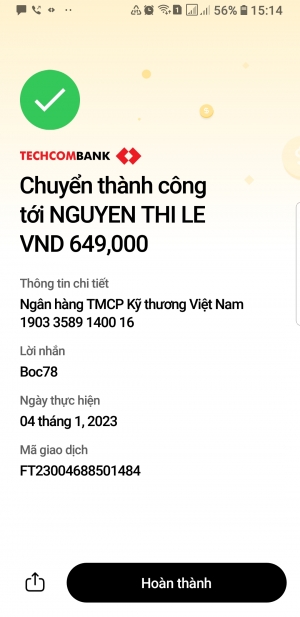 56% 15:14
TECHCOMBANK
Chuyển thành công
tới NGUYEN THI LE
VND 649,000
Thông tin chi tiết
Ngân hàng TMCP Kỹ thương Việt Nam
1903 3589 1400 16
Lời nhắn
Boc78
Ngày thực hiện
04 tháng 1, 2023
Mã giao dịch
FT23004688501484
Hoàn thành